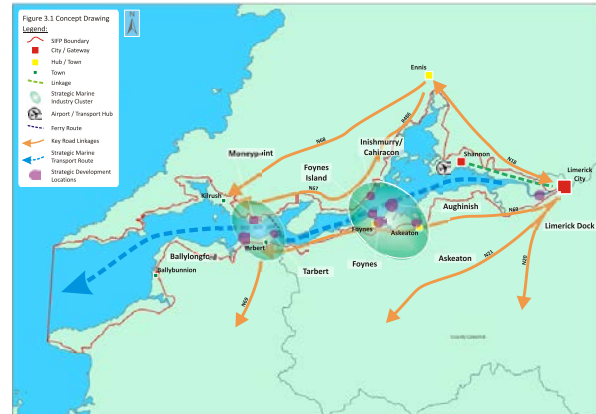 Figure 3.1 Concept Drawing
Legend:
SIFP Boundary
City / Gateway
Hub / Town
Town
Linkage
Strategic Marine
Industry Cluster
Airport / Transport Hub
Ferry Route
Key Road Linkages
Strategic Marine
Transport Route
Strategic Development
Locations
N
Ennis
R486
N68
Inishmurry/
Cahiracon
Moneypoint
Foynes
Island
Shannon
N18
Limerick
City
Kilrush
N67
Aughinish
N69
Limerick Dock
Foynes
Askeaton
Tarbert
Ballylongford
Ballybunnion
Tarbert
Foynes
Askeaton
N21
N20
N69